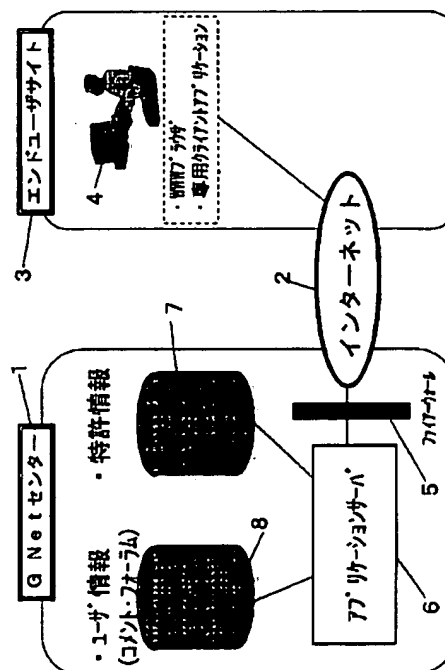 GNetセンター
1
・ユーザ情報
(コメント・フォーラム)
・特許情報
8
7
アプリケーションサーバ
6
ファイアーウォール
5
インターネット
2
エンドユーザサイト
3
4
・WWWブラウザ
・専用クライアントアプリケーション